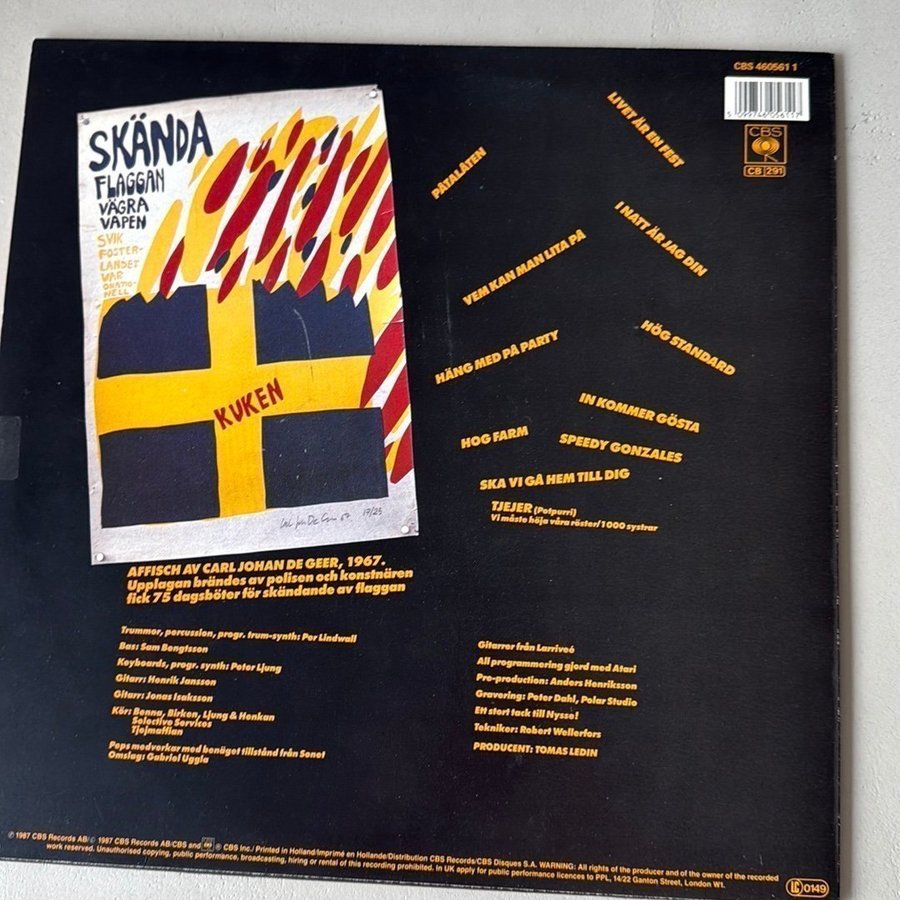 CBS 460561 1
5 099746 056117
CBS
CB 291
SKÄNDA
FLAGGAN
VÄGRA
VAPEN
SVIK
FOSTER-
LANDET
VAR
ONATIO-
NELL
KUKEN
17/25
PÅTALÅTEN
LIVET ÄR EN FEST
VEM KAN MAN LITA PÅ
I NATT ÄR JAG DIN
HÄNG MED PÅ PARTY
HÖG STANDARD
IN KOMMER GÖSTA
HOG FARM
SPEEDY GONZALES
SKA VI GÅ HEM TILL DIG
TJEJER (Potpurri)
Vi måste höja våra röster/1000 systrar
AFFISCH AV CARL JOHAN DE GEER, 1967.
Upplagan brändes av polisen och konstnären
fick 75 dagsböter för skändande av flaggan
Trummor, percussion, progr. trum-synth: Per Lindwall
Bas: Sam Bengtsson
Keyboards, progr. synth: Peter Ljung
Gitarr: Henrik Jansson
Gitarr: Jonas Isaksson
Kör: Benna, Birken, Ljung & Henkan
Selective Services
Tjejmaffian
Peps medverkar med benäget tillstånd från Sonet
Omslag: Gabriel Uggla
Gitarrer från Larriveé
All programmering gjord med Atari
Pre-production: Anders Henriksson
Gravering: Peter Dahl, Polar Studio
Ett stort tack till Nysse!
Tekniker: Robert Wellerfors
PRODUCENT: TOMAS LEDIN
℗ 1987 CBS Records AB/© 1987 CBS Records AB/CBS and ® CBS Inc./Printed in Holland/Imprimé en Hollande/Distribution CBS Records/CBS Disques S.A. WARNING: All rights of the producer and of the owner of the recorded
work reserved. Unauthorised copying, public performance, broadcasting, hiring or rental of this recording prohibited. In UK apply for public performance licences to PPL, 14/22 Ganton Street, London W1.
LC 0149